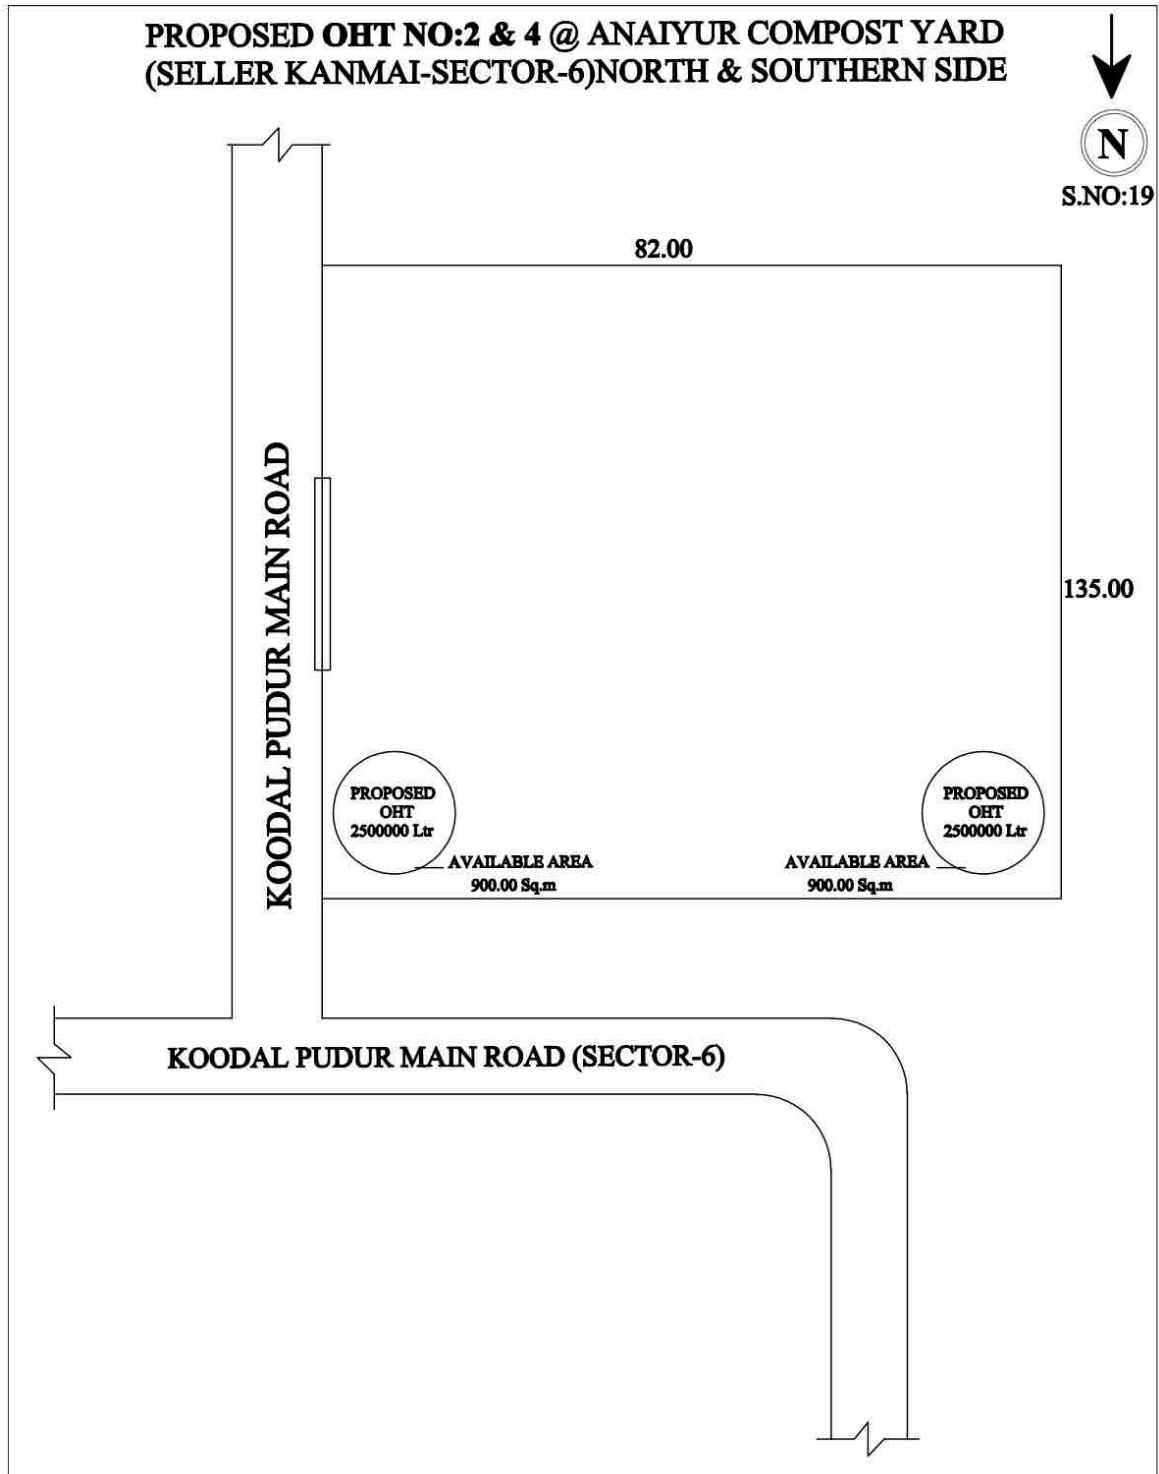 PROPOSED OHT NO:2 & 4 @ ANAIYUR COMPOST YARD
(SELLER KANMAI-SECTOR-6)NORTH & SOUTHERN SIDE
N
S.NO:19
82.00
KOODAL PUDUR MAIN ROAD
135.00
PROPOSED
OHT
2500000 Ltr
AVAILABLE AREA
900.00 Sq.m
PROPOSED
OHT
2500000 Ltr
AVAILABLE AREA
900.00 Sq.m
KOODAL PUDUR MAIN ROAD (SECTOR-6)